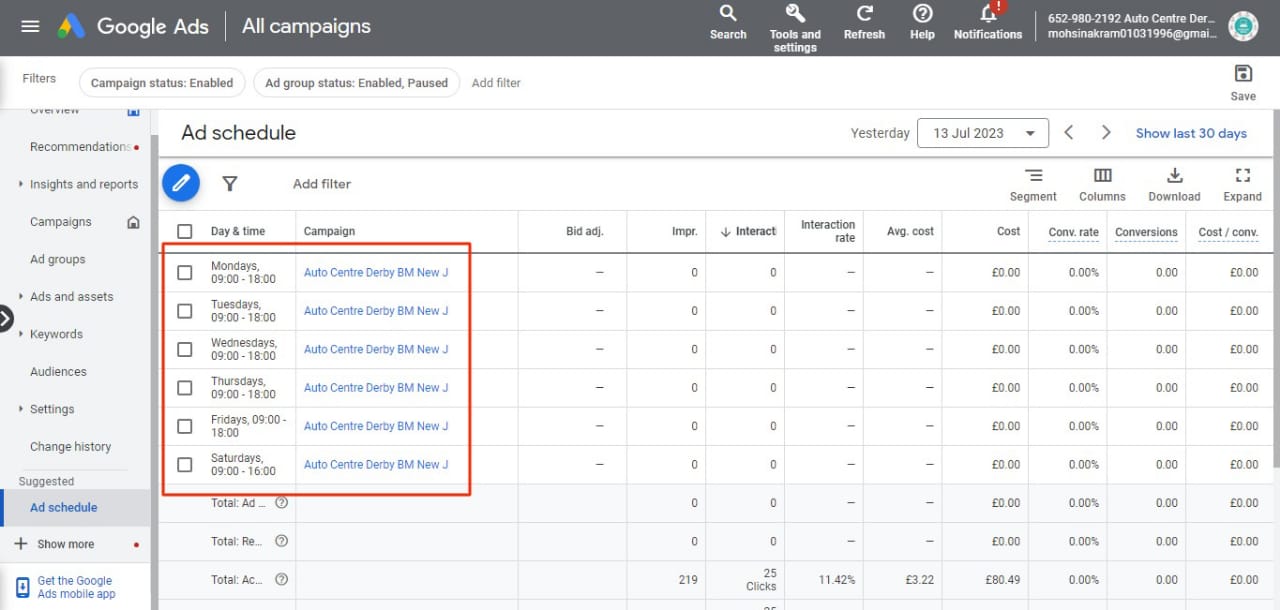 Google Ads
All campaigns
Search
Tools and
settings
Refresh
Help
!
Notifications
652-980-2192 Auto Centre Der...
mohsinakram01031996@gmai...
Filters
Campaign status: Enabled
Ad group status: Enabled, Paused
Add filter
Save
Overview
Recommendations
Insights and reports
Campaigns
Ad groups
Ads and assets
Keywords
Audiences
Settings
Change history
Suggested
Ad schedule
Show more
Get the Google
Ads mobile app
Ad schedule
Yesterday
13 Jul 2023
Show last 30 days
Add filter
Segment
Columns
Download
Expand
Day & time Campaign Bid adj. Impr. Interacti Interaction rate Avg. cost Cost Conv. rate Conversions Cost / conv.
Mondays, 09:00 - 18:00 Auto Centre Derby BM New J — 0 0 — — £0.00 0.00% 0.00 £0.00
Tuesdays, 09:00 - 18:00 Auto Centre Derby BM New J — 0 0 — — £0.00 0.00% 0.00 £0.00
Wednesdays, 09:00 - 18:00 Auto Centre Derby BM New J — 0 0 — — £0.00 0.00% 0.00 £0.00
Thursdays, 09:00 - 18:00 Auto Centre Derby BM New J — 0 0 — — £0.00 0.00% 0.00 £0.00
Fridays, 09:00 - 18:00 Auto Centre Derby BM New J — 0 0 — — £0.00 0.00% 0.00 £0.00
Saturdays, 09:00 - 16:00 Auto Centre Derby BM New J — 0 0 — — £0.00 0.00% 0.00 £0.00
Total: Ad ... ? 0 0 — — £0.00 0.00% 0.00 £0.00
Total: Re... ? 0 0 — — £0.00 0.00% 0.00 £0.00
Total: Ac... ? 219 25 Clicks 11.42% £3.22 £80.49 0.00% 0.00 £0.00